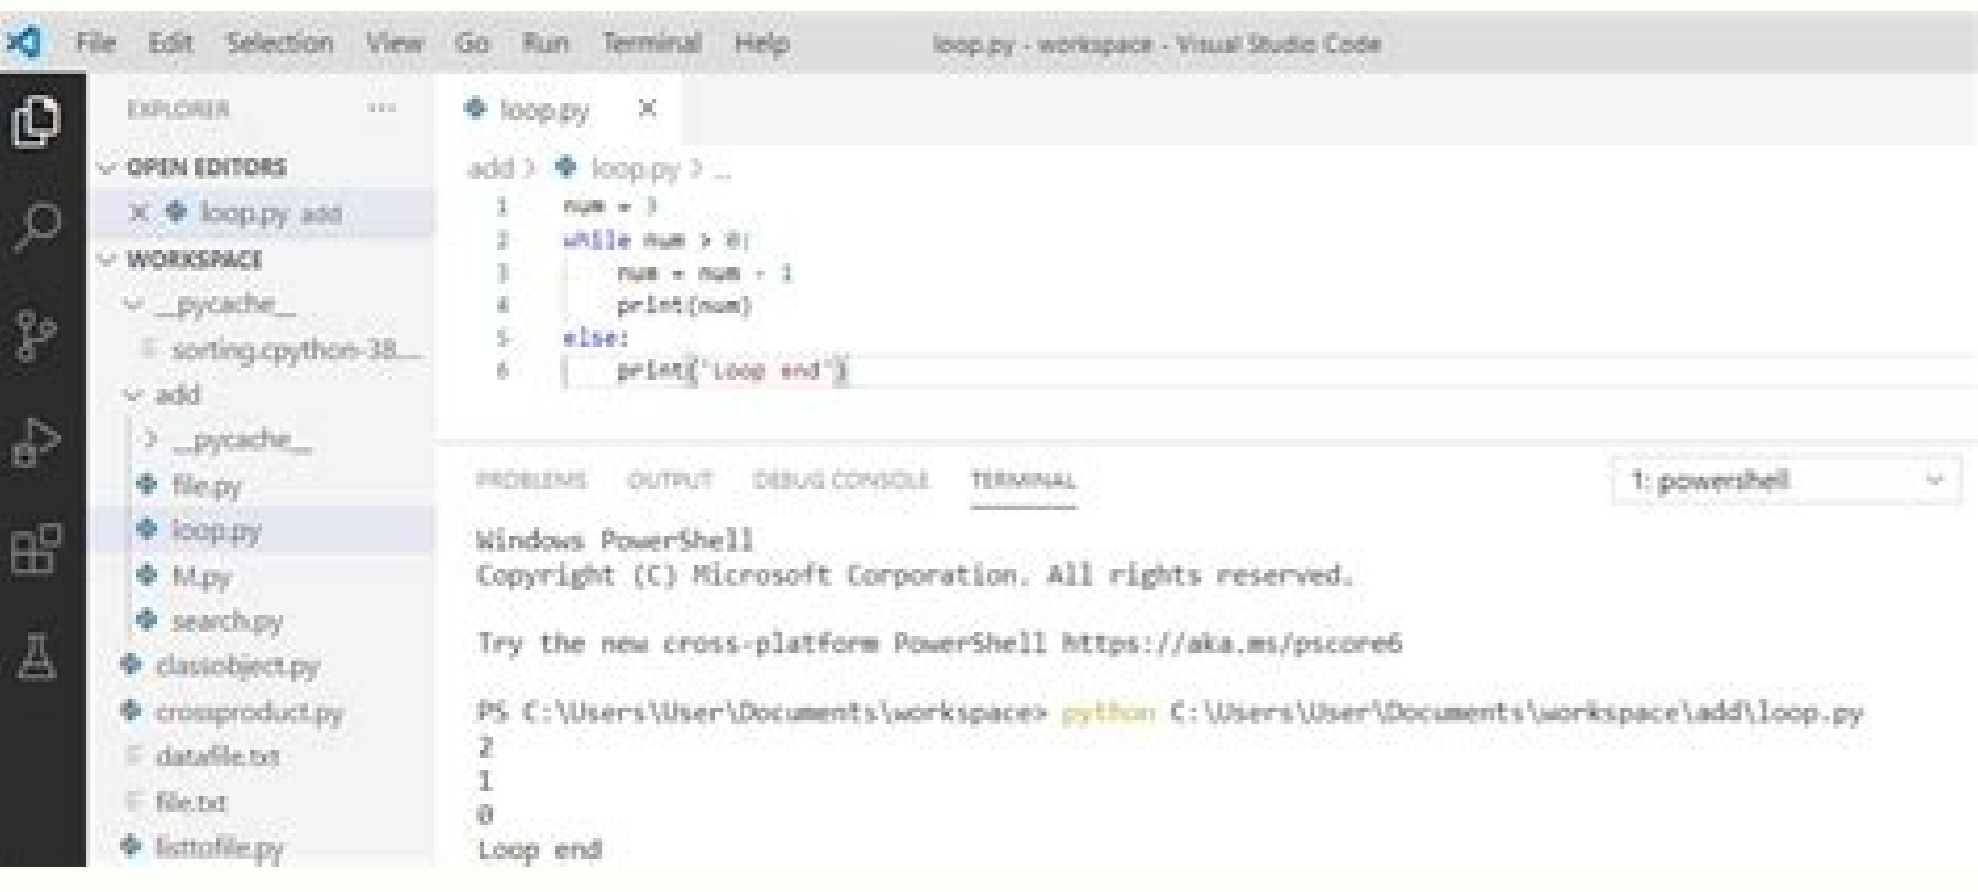 File Edit Selection View Go Run Terminal Help loop.py - workspace - Visual Studio Code
EXPLORER ...
OPEN EDITORS
loop.py add
WORKSPACE
__pycache__
sorting.cpython-38...
add
__pycache__
file.py
loop.py
M.py
search.py
classobject.py
crossproduct.py
datafile.txt
file.txt
listtofile.py
loop.py
add > loop.py > ...
1 num = 3
2 while num > 0:
3 num = num - 1
4 print(num)
5 else:
6 print('Loop end')
PROBLEMS OUTPUT DEBUG CONSOLE TERMINAL 1: powershell
Windows PowerShell
Copyright (C) Microsoft Corporation. All rights reserved.
Try the new cross-platform PowerShell https://aka.ms/pscore6
PS C:\Users\User\Documents\workspace> python C:\Users\User\Documents\workspace\add\loop.py
2
1
0
Loop end